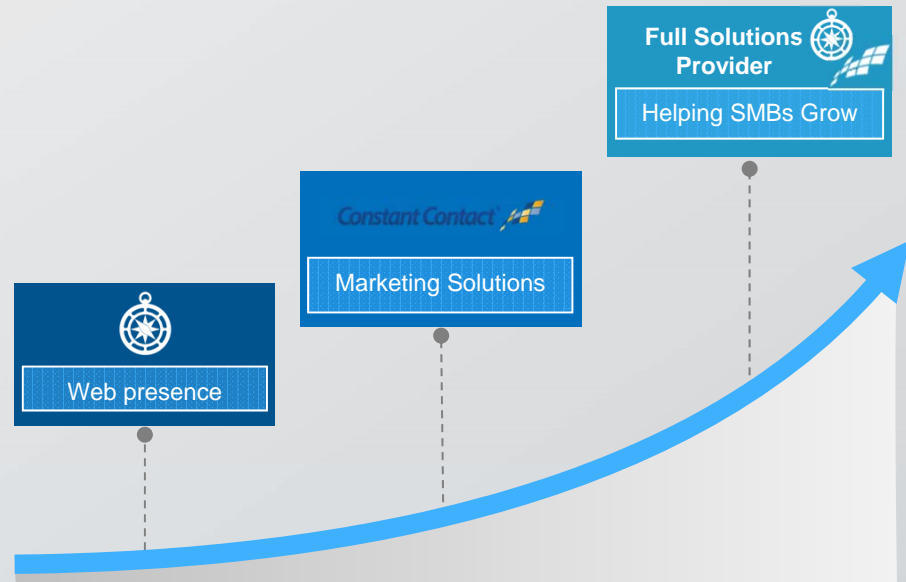 Full Solutions
Provider
Helping SMBs Grow
Constant Contact
Marketing Solutions
Web presence